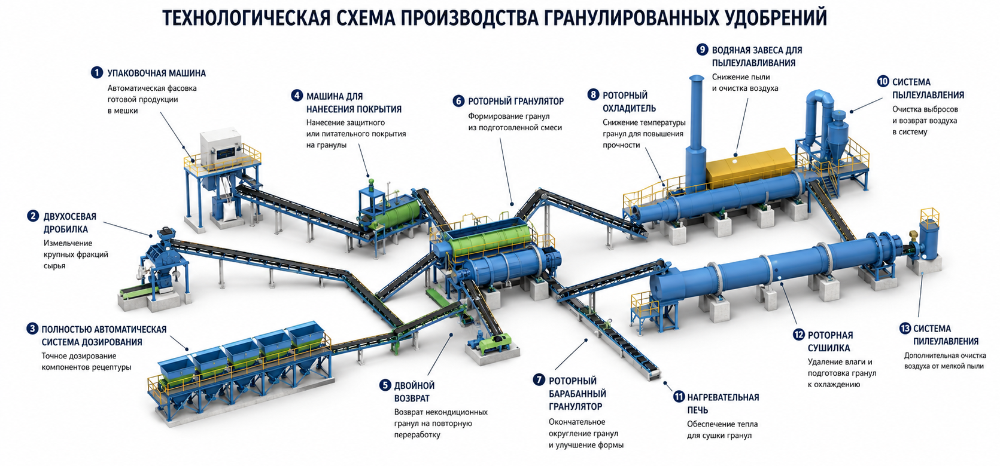 ТЕХНОЛОГИЧЕСКАЯ СХЕМА ПРОИЗВОДСТВА ГРАНУЛИРОВАННЫХ УДОБРЕНИЙ
1 УПАКОВОЧНАЯ МАШИНА
Автоматическая фасовка
готовой продукции
в мешки
2 ДВУХОСЕВАЯ
ДРОБИЛКА
Измельчение
крупных фракций
сырья
3 ПОЛНОСТЬЮ АВТОМАТИЧЕСКАЯ
СИСТЕМА ДОЗИРОВАНИЯ
Точное дозирование
компонентов рецептуры
4 МАШИНА ДЛЯ
НАНЕСЕНИЯ ПОКРЫТИЯ
Нанесение защитного
или питательного покрытия
на гранулы
5 ДВОЙНОЙ
ВОЗВРАТ
Возврат некондиционных
гранул на повторную
переработку
6 РОТОРНЫЙ ГРАНУЛЯТОР
Формирование гранул
из подготовленной смеси
7 РОТОРНЫЙ
БАРАБАННЫЙ
ГРАНУЛЯТОР
Окончательное
округление гранул
и улучшение формы
8 РОТОРНЫЙ
ОХЛАДИТЕЛЬ
Снижение температуры
гранул для повышения
прочности
9 ВОДЯНАЯ ЗАВЕСА ДЛЯ
ПЫЛЕУЛАВЛИВАНИЯ
Снижение пыли
и очистка воздуха
10 СИСТЕМА
ПЫЛЕУЛАВЛЕНИЯ
Очистка выбросов
и возврат воздуха
в систему
11 НАГРЕВАТЕЛЬНАЯ
ПЕЧЬ
Обеспечение тепла
для сушки гранул
12 РОТОРНАЯ
СУШИЛКА
Удаление влаги и
подготовка гранул
к охлаждению
13 СИСТЕМА
ПИЛЕУЛАВЛЕНИЯ
Дополнительная очистка
воздуха от мелкой пыли